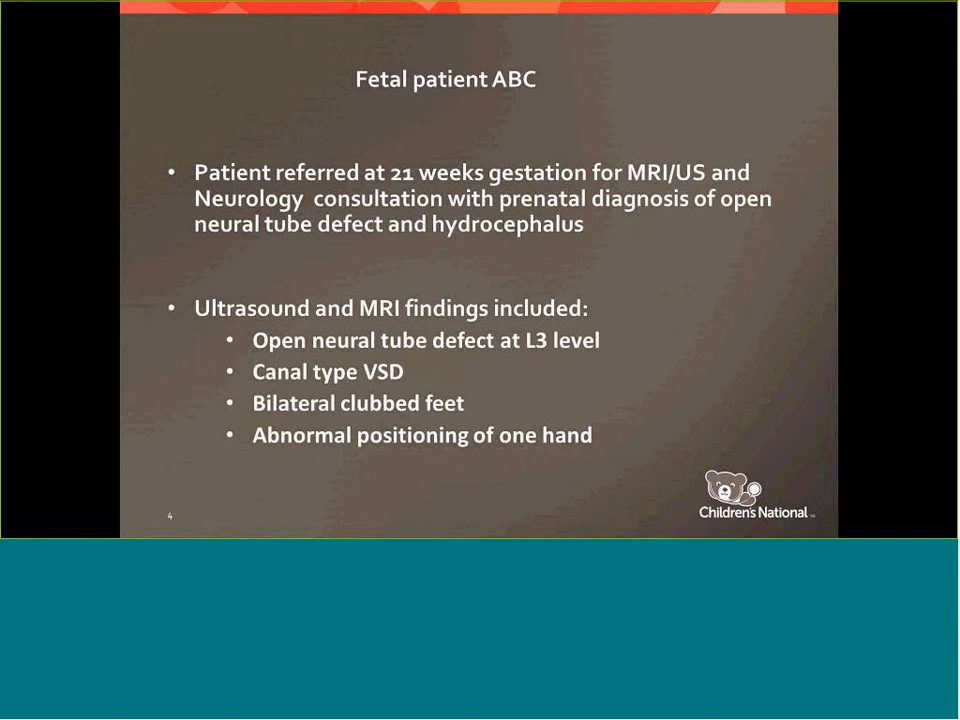 Fetal patient ABC
• Patient referred at 21 weeks gestation for MRI/US and
Neurology  consultation with prenatal diagnosis of open
neural tube defect and hydrocephalus
• Ultrasound and MRI findings included:
• Open neural tube defect at L3 level
• Canal type VSD
• Bilateral clubbed feet
• Abnormal positioning of one hand
4
Children's National